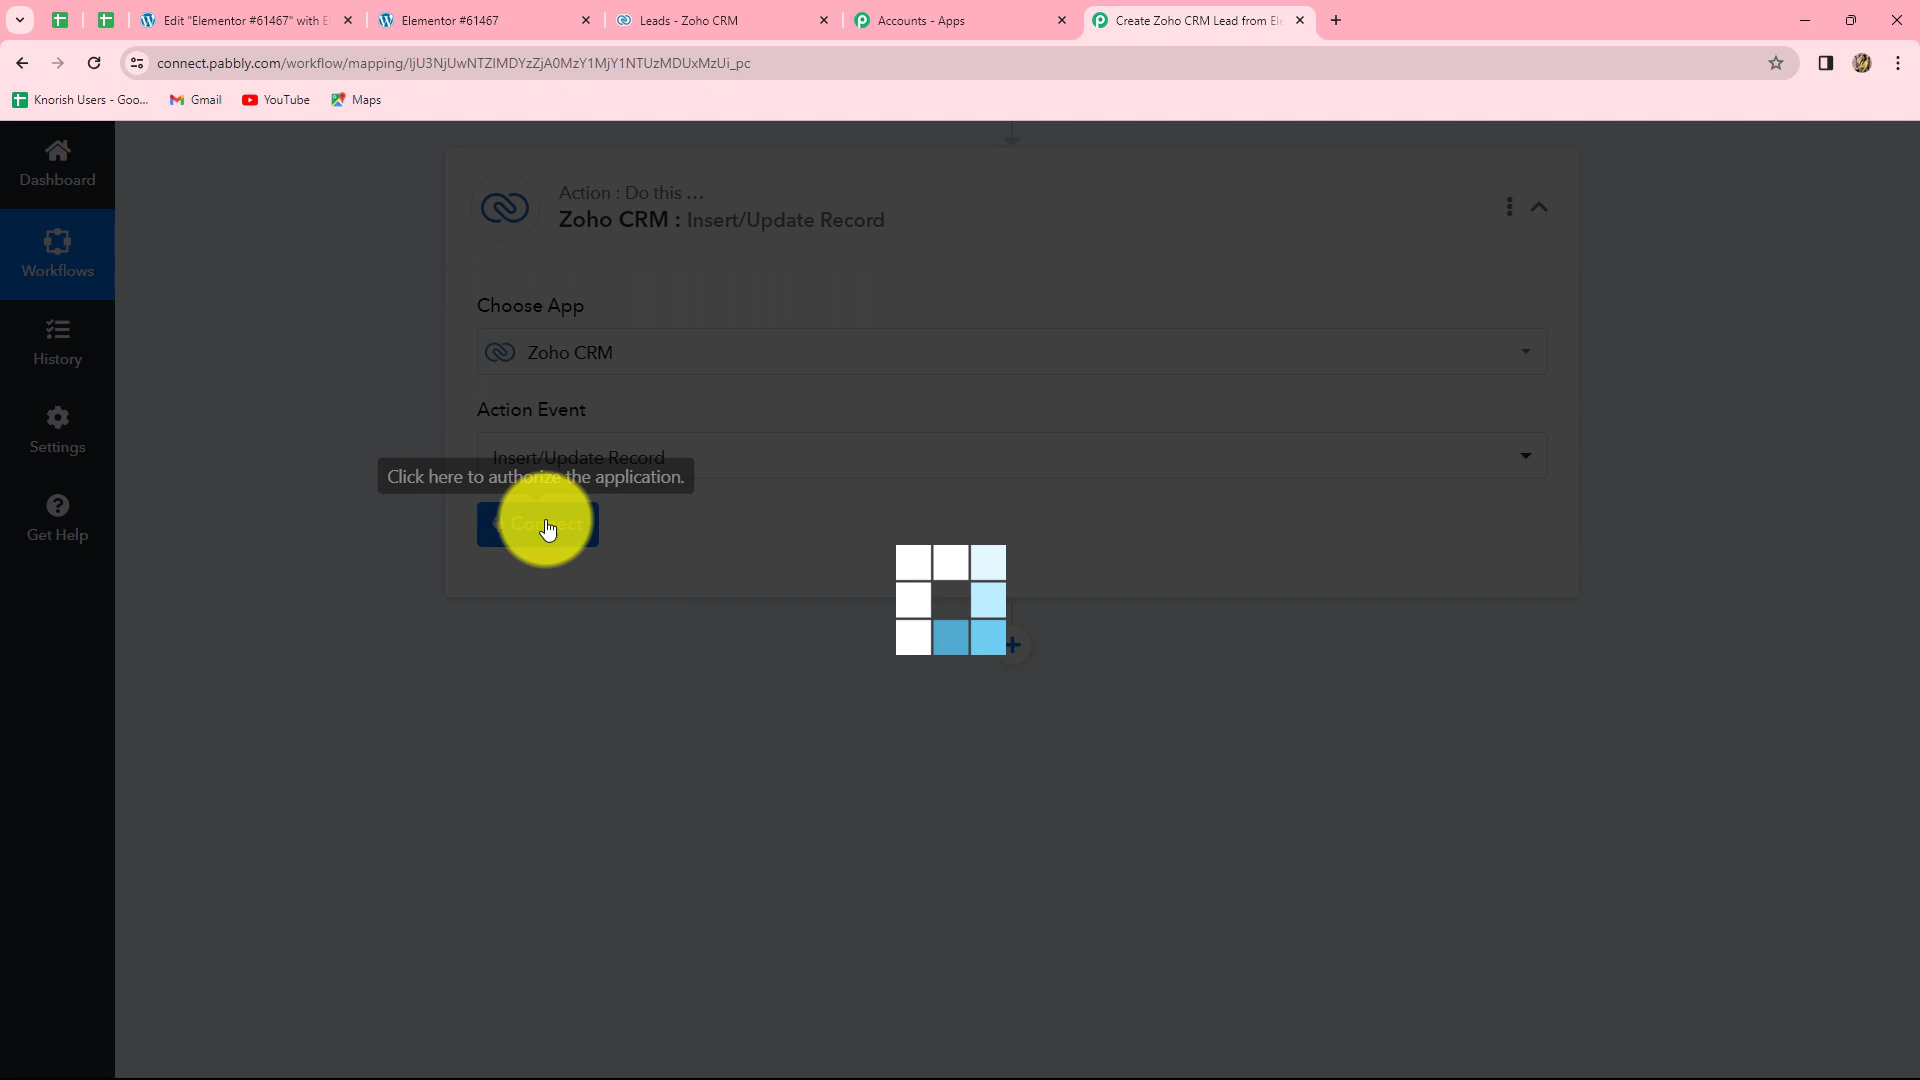 Edit "Elementor #61467" with El
Elementor #61467
Leads - Zoho CRM
Accounts - Apps
Create Zoho CRM Lead from Ele
connect.pabbly.com/workflow/mapping/IjU3NjUwNTZlMDYzZjA0MzY1MjY1NTUzMDUxMzUi_pc
Knorish Users - Goo...
Gmail
YouTube
Maps
Dashboard
Workflows
History
Settings
Get Help
Action : Do this ...
Zoho CRM : Insert/Update Record
Choose App
Zoho CRM
Action Event
Insert/Update Record
Click here to authorize the application.
Connect